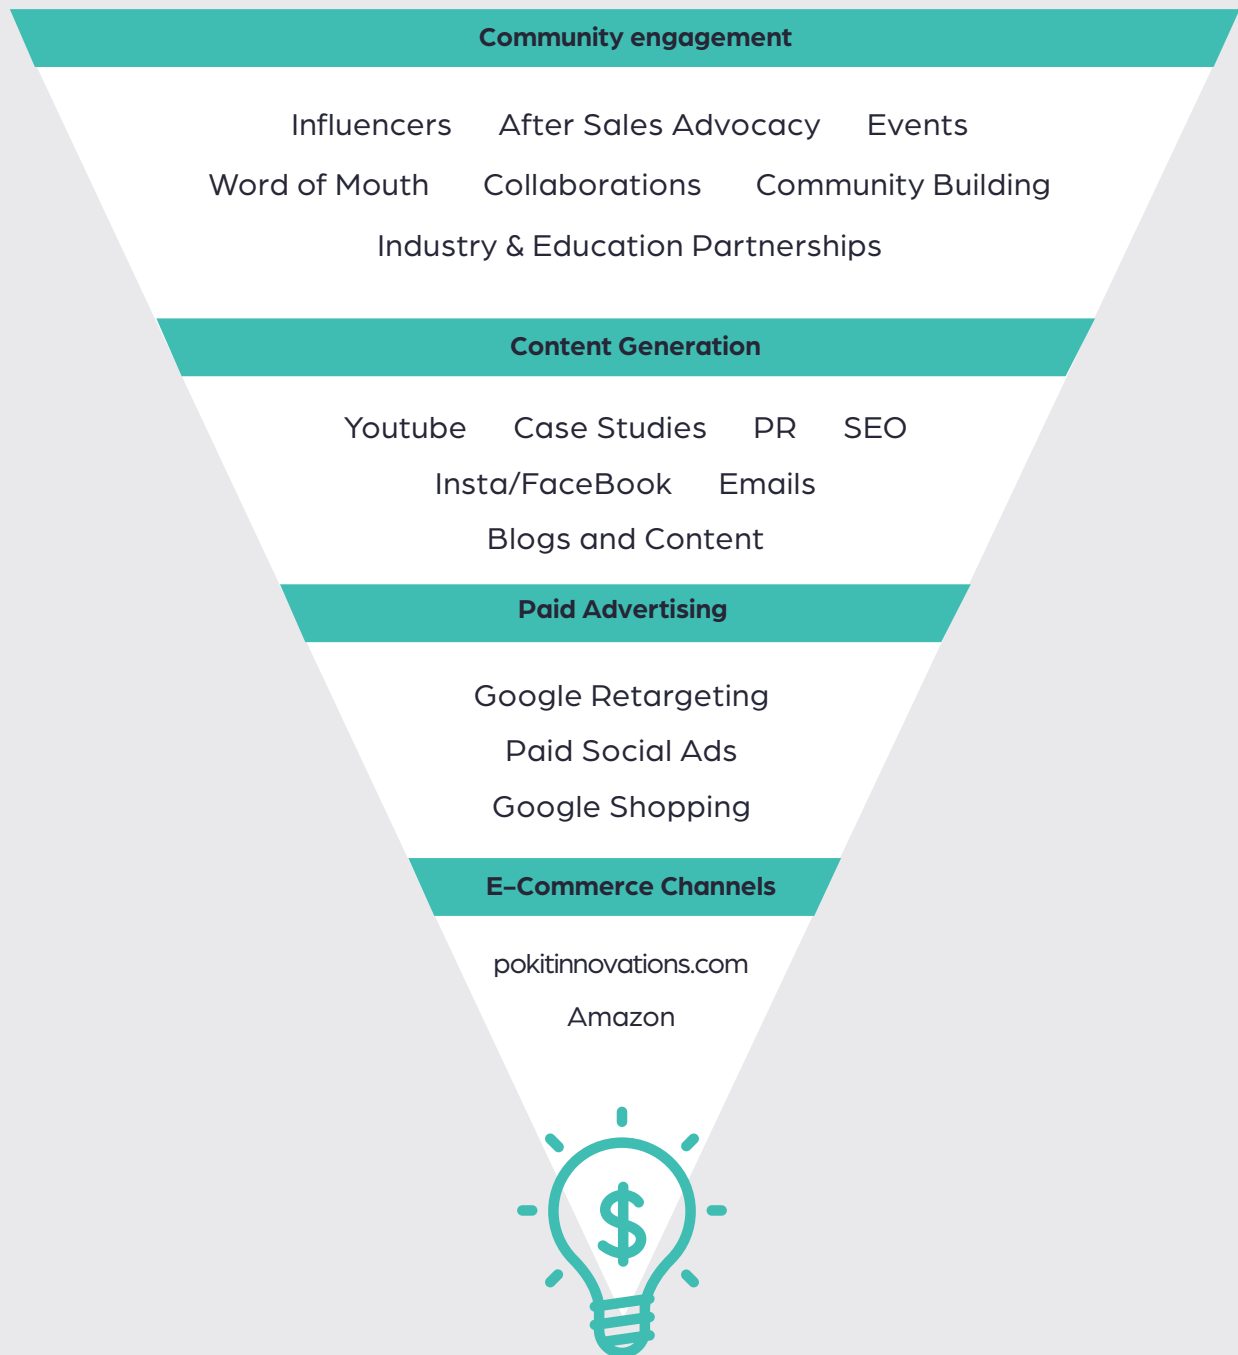 Community engagement
Influencers After Sales Advocacy Events
Word of Mouth Collaborations Community Building
Industry & Education Partnerships
Content Generation
Youtube Case Studies PR SEO
Insta/FaceBook Emails
Blogs and Content
Paid Advertising
Google Retargeting
Paid Social Ads
Google Shopping
E-Commerce Channels
pokitinnovations.com
Amazon
$